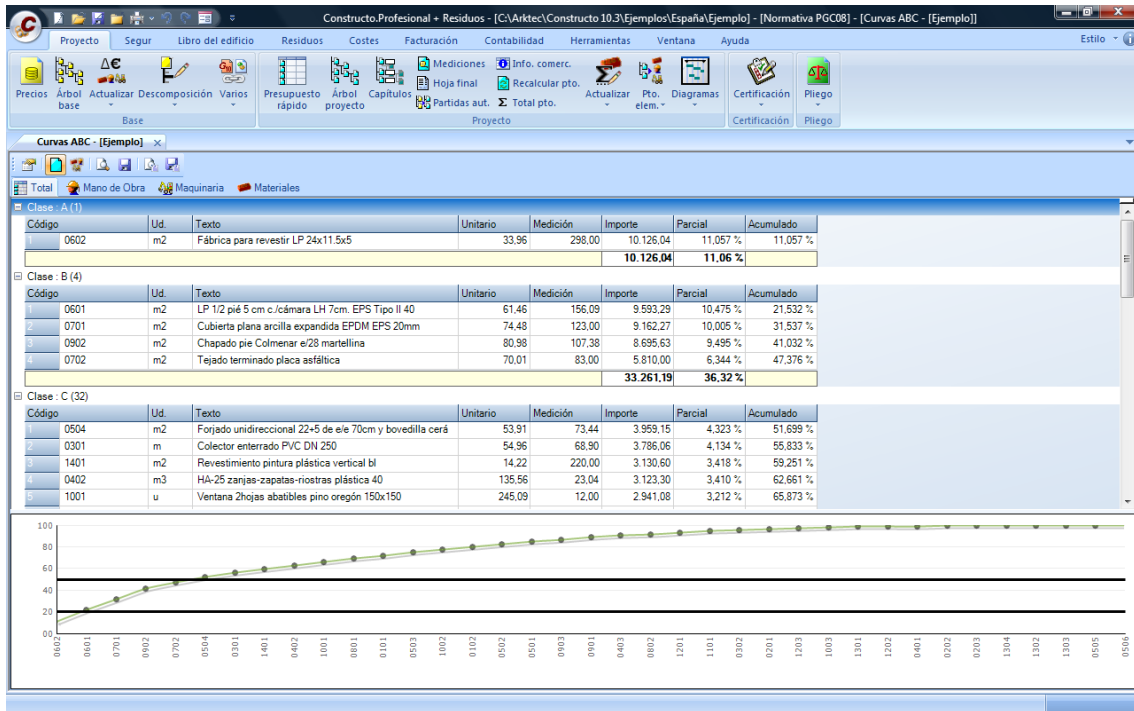 Constructo.Profesional + Residuos - [C:\Arktec\Constructo 10.3\Ejemplos\España\Ejemplo] - [Normativa PGC08] - [Curvas ABC - [Ejemplo]]
Proyecto Segur Libro del edificio Residuos Costes Facturación Contabilidad Herramientas Ventana Ayuda Estilo
Precios Árbol base Actualizar Descomposición Varios
Base
Presupuesto rápido Árbol proyecto Capítulos
Mediciones Info. comerc.
Hoja final Recalcular pto.
Partidas aut. Σ Total pto.
Actualizar Pto. elem. Diagramas
Proyecto
Certificación
Certificación
Pliego
Pliego
Curvas ABC - [Ejemplo]
Total Mano de Obra Maquinaria Materiales
Clase : A (1)
Código Ud. Texto Unitario Medición Importe Parcial Acumulado
1 0602 m2 Fábrica para revestir LP 24x11.5x5 33,96 298,00 10.126,04 11,057 % 11,057 %
10.126,04 11,06 %
Clase : B (4)
Código Ud. Texto Unitario Medición Importe Parcial Acumulado
1 0601 m2 LP 1/2 pié 5 cm c./cámara LH 7cm. EPS Tipo II 40 61,46 156,09 9.593,29 10,475 % 21,532 %
2 0701 m2 Cubierta plana arcilla expandida EPDM EPS 20mm 74,48 123,00 9.162,27 10,005 % 31,537 %
3 0902 m2 Chapado pie Colmenar e/28 martellina 80,98 107,38 8.695,63 9,495 % 41,032 %
4 0702 m2 Tejado terminado placa asfáltica 70,01 83,00 5.810,00 6,344 % 47,376 %
33.261,19 36,32 %
Clase : C (32)
Código Ud. Texto Unitario Medición Importe Parcial Acumulado
1 0504 m2 Forjado unidireccional 22+5 de e/e 70cm y bovedilla cerá 53,91 73,44 3.959,15 4,323 % 51,699 %
2 0301 m Colector enterrado PVC DN 250 54,96 68,90 3.786,06 4,134 % 55,833 %
3 1401 m2 Revestimiento pintura plástica vertical bl 14,22 220,00 3.130,60 3,418 % 59,251 %
4 0402 m3 HA-25 zanjas-zapatas-riostras plástica 40 135,56 23,04 3.123,30 3,410 % 62,661 %
5 1001 u Ventana 2hojas abatibles pino oregón 150x150 245,09 12,00 2.941,08 3,212 % 65,873 %
100
80
60
40
20
00
0602 0601 0701 0902 0702 0504 0301 1401 0402 1001 0801 0101 0503 1002 0102 0502 0501 0903 0901 0403 0802 1201 1101 0302 0201 1203 1003 1301 1202 0401 0202 0203 1304 1302 1303 0505 0506